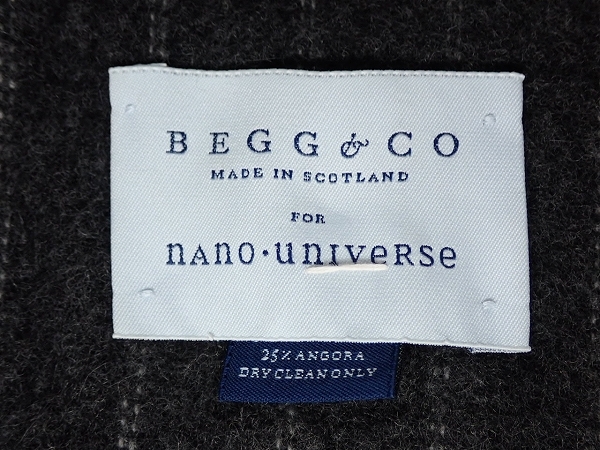 BEGG & CO
MADE IN SCOTLAND
FOR
nano·universe
25% ANGORA
DRY CLEAN ONLY